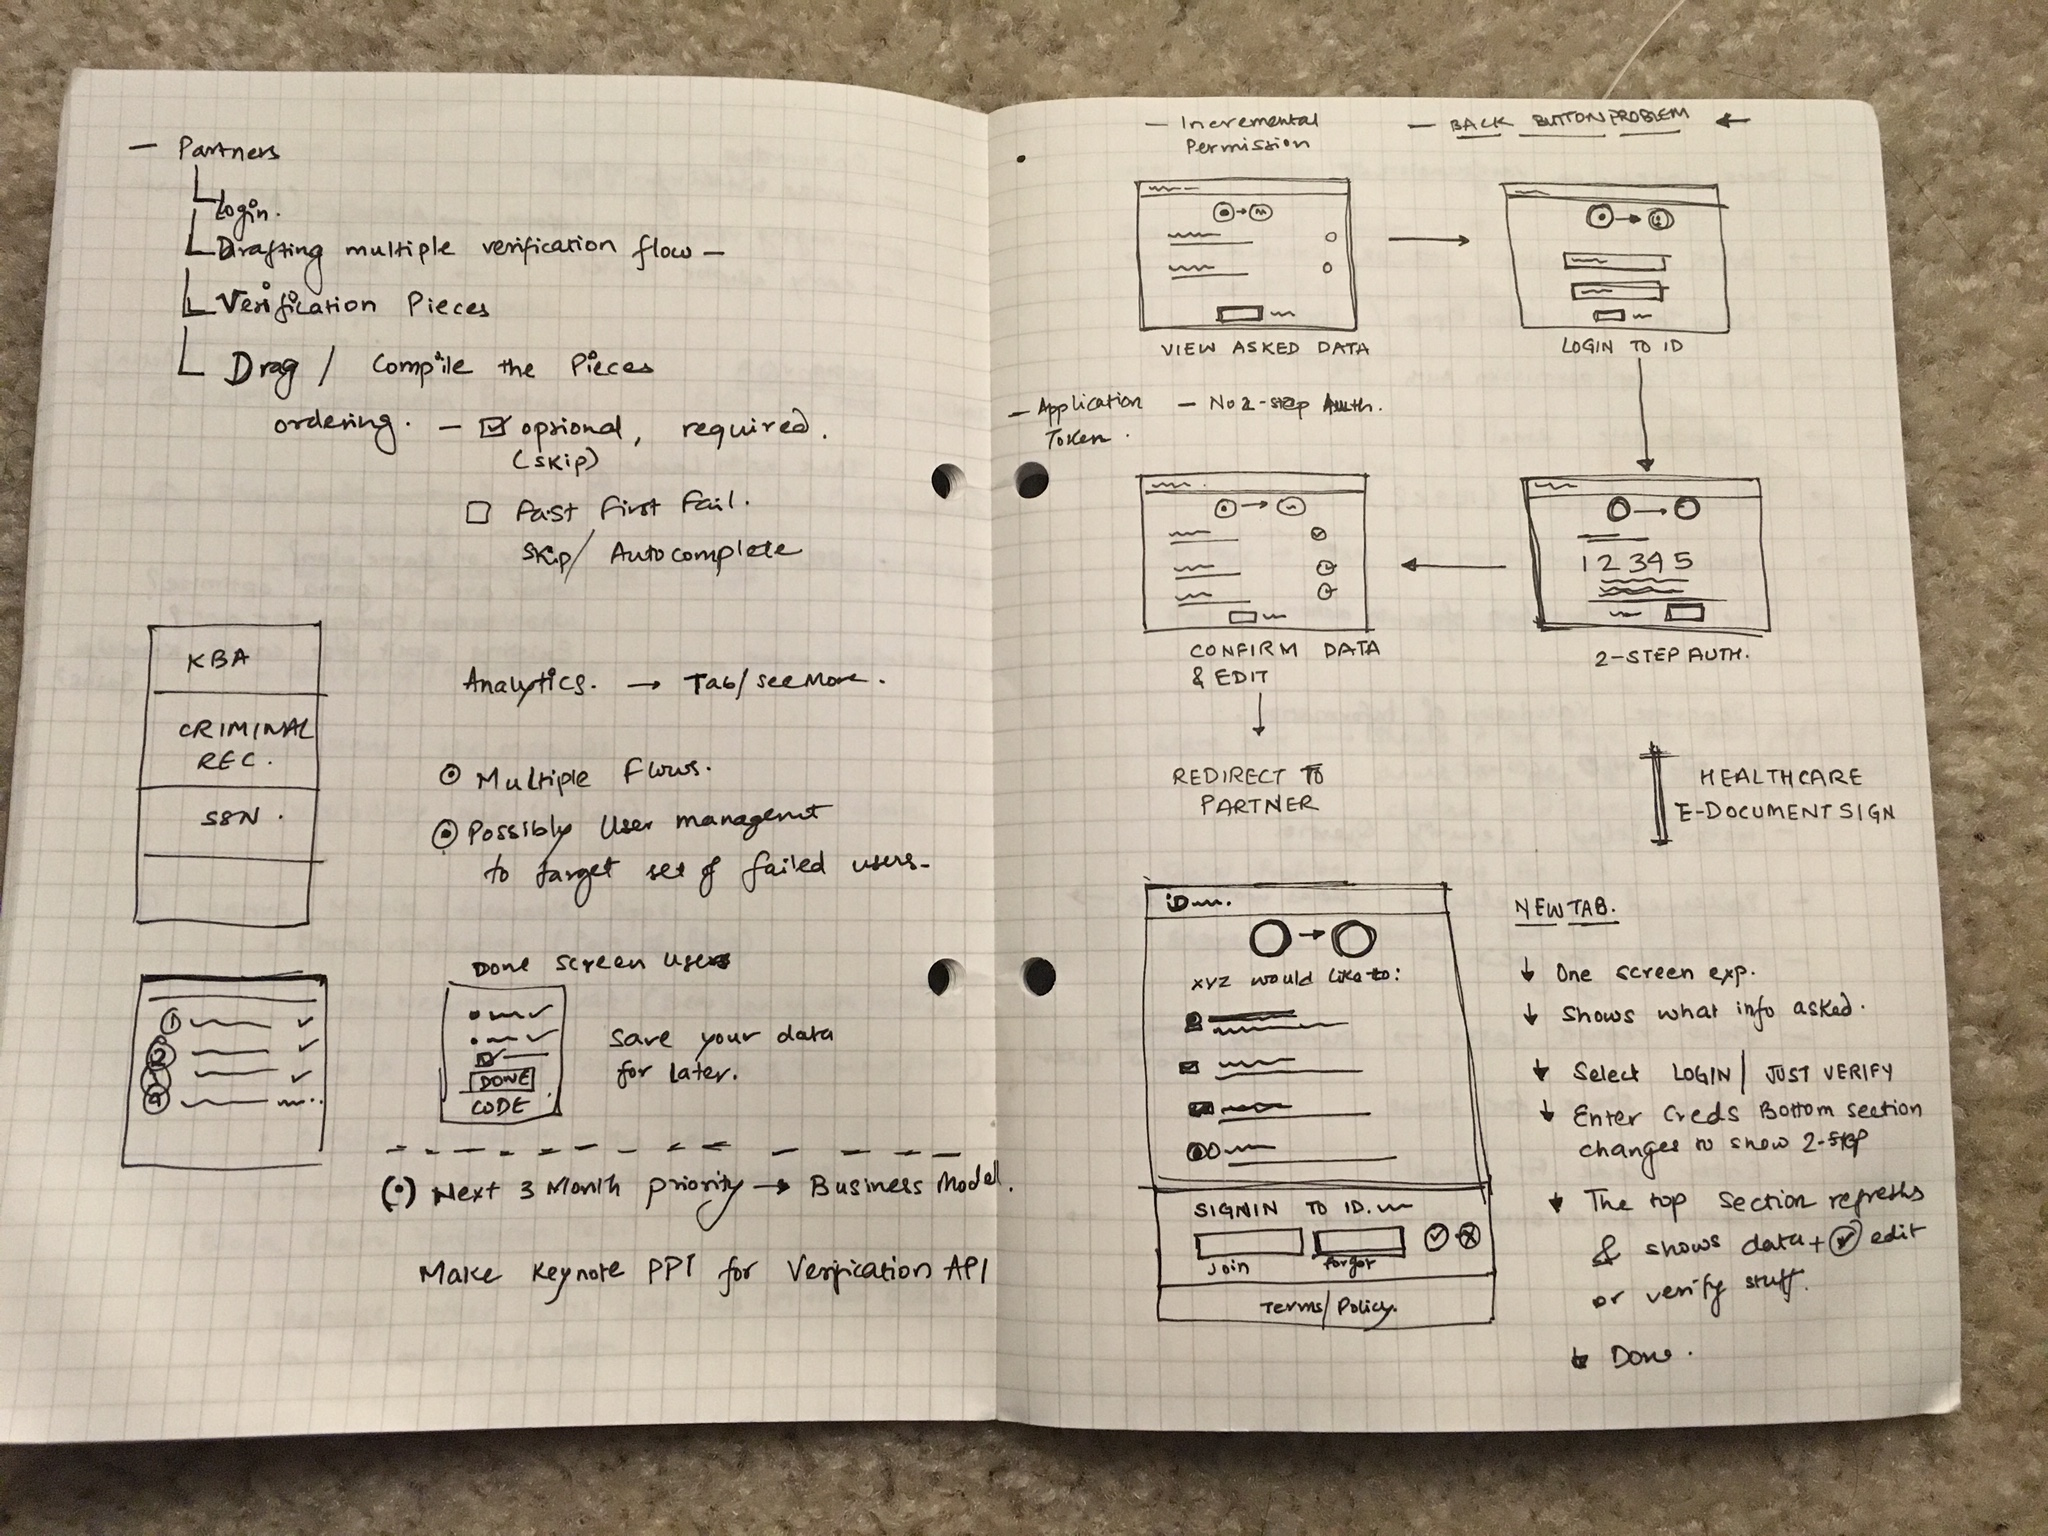 — Partners
Login.
Drafting multiple verification flow —
Verification Pieces
Drag / Compile the Pieces
ordering. — ☑ optional, required.
(skip)
☐ Fast First Fail.
Skip/ Autocomplete
KBA
CRIMINAL
REC.
SSN.
Analytics. → Tab/seeMore.
⊙ Multiple Flows.
⊙ Possibly User managemnt
to target set of failed users-
1
2
3
4
Done screen users
DONE
CODE
Save your data
for later.
(•) Next 3 Month priority → Business Model.
Make Keynote PPT for Verification API
— Incremental
Permission
— BACK BUTTON PROBLEM ←
VIEW ASKED DATA
LOGIN TO ID
— Application
Token.
— No 2-step Auth.
12345
CONFIRM DATA
& EDIT
2-STEP AUTH.
REDIRECT TO
PARTNER
HEALTHCARE
E-DOCUMENT SIGN
iD
xyz would like to:
SIGNIN TO ID.
Join
forgot
Terms/Policy.
NEW TAB.
↓ One screen exp.
↓ Shows what info asked.
↓ Select LOGIN / JUST VERIFY
↓ Enter Creds Bottom section
changes to show 2-step
↓ The top section refreshs
& shows data + ✓ edit
or verify stuff.
↓ Done.